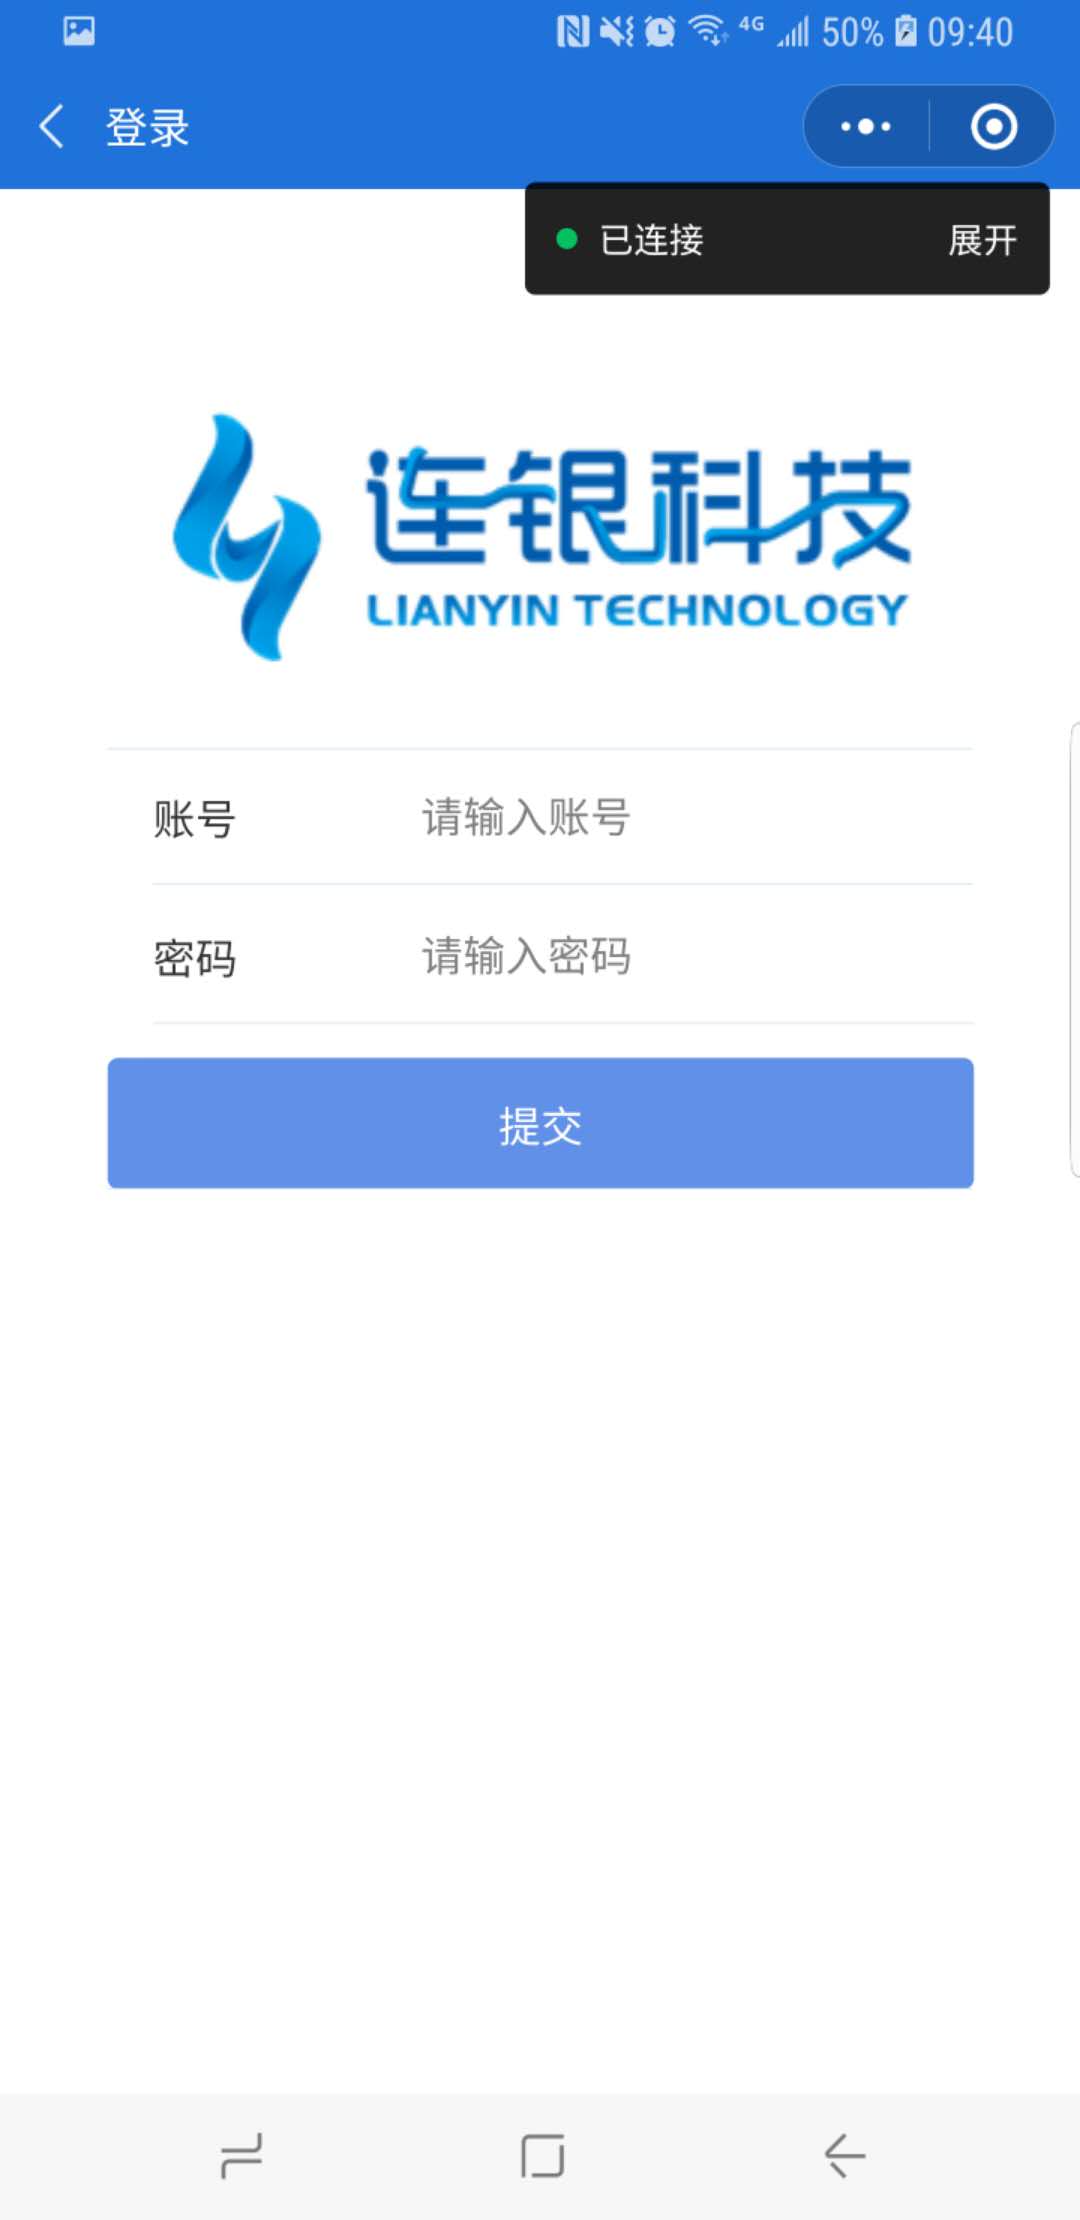 4G 50% 09:40
登录
已连接 展开
连银科技
LIANYIN TECHNOLOGY
账号 请输入账号
密码 请输入密码
提交